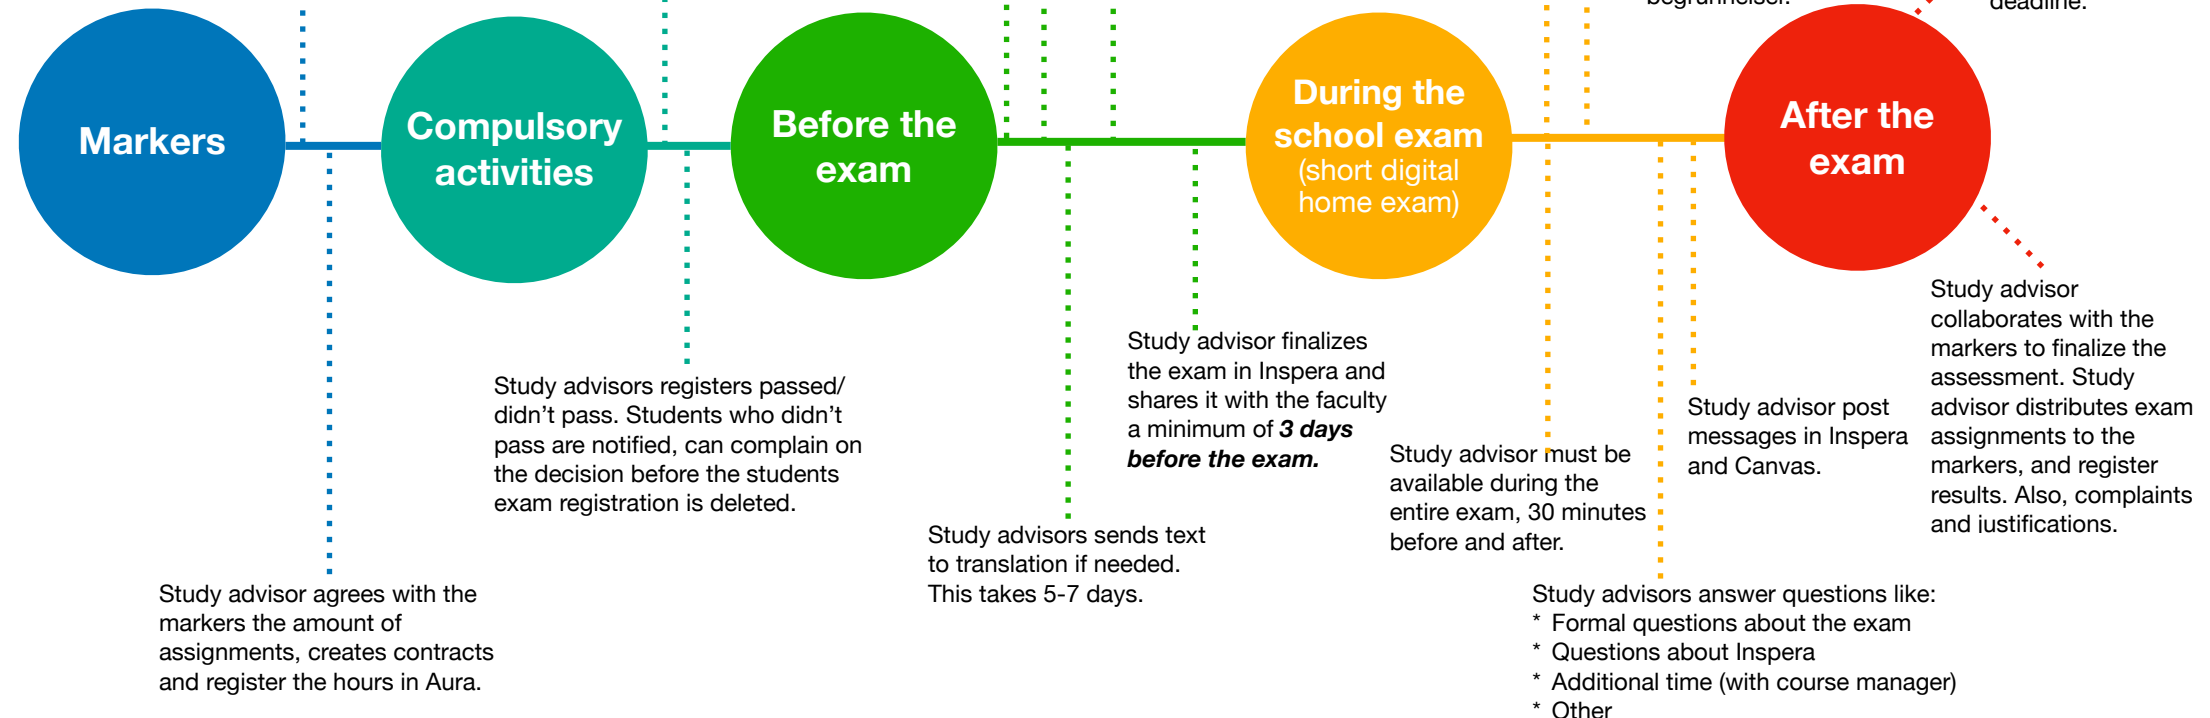 begrunnelser.
deadline.
Markers
Compulsory
activities
Before the
exam
During the
school exam
(short digital
home exam)
After the
exam
Study advisor agrees with the
markers the amount of
assignments, creates contracts
and register the hours in Aura.
Study advisors registers passed/
didn’t pass. Students who didn’t
pass are notified, can complain on
the decision before the students
exam registration is deleted.
Study advisors sends text
to translation if needed.
This takes 5-7 days.
Study advisor finalizes
the exam in Inspera and
shares it with the faculty
a minimum of 3 days
before the exam.
Study advisor must be
available during the
entire exam, 30 minutes
before and after.
Study advisors answer questions like:
* Formal questions about the exam
* Questions about Inspera
* Additional time (with course manager)
* Other
Study advisor post
messages in Inspera
and Canvas.
Study advisor
collaborates with the
markers to finalize the
assessment. Study
advisor distributes exam
assignments to the
markers, and register
results. Also, complaints
and justifications.